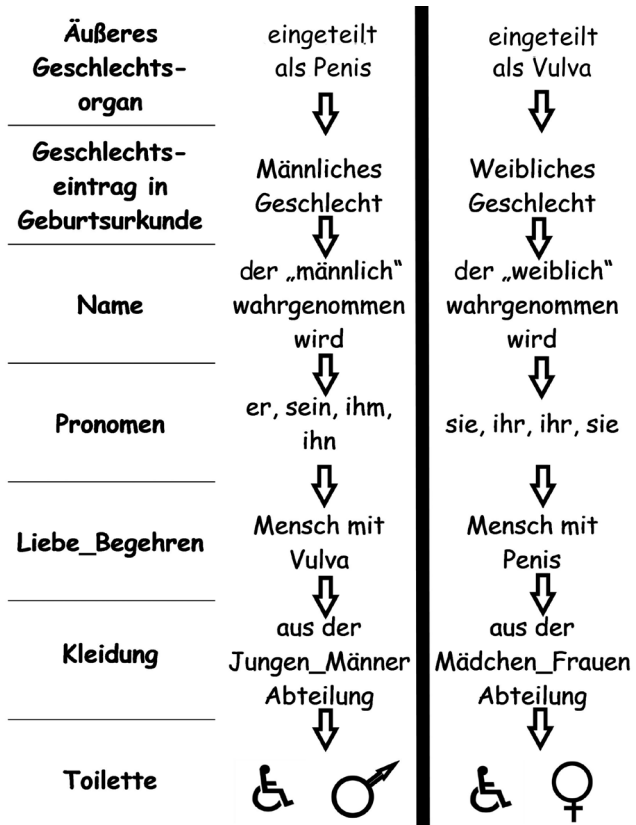 Äußeres
Geschlechts-
organ
eingeteilt
als Penis
eingeteilt
als Vulva
Geschlechts-
eintrag in
Geburtsurkunde
Männliches
Geschlecht
Weibliches
Geschlecht
Name
der „männlich“
wahrgenommen
wird
der „weiblich“
wahrgenommen
wird
Pronomen
er, sein, ihm,
ihn
sie, ihr, ihr, sie
Liebe_Begehren
Mensch mit
Vulva
Mensch mit
Penis
Kleidung
aus der
Jungen_Männer
Abteilung
aus der
Mädchen_Frauen
Abteilung
Toilette